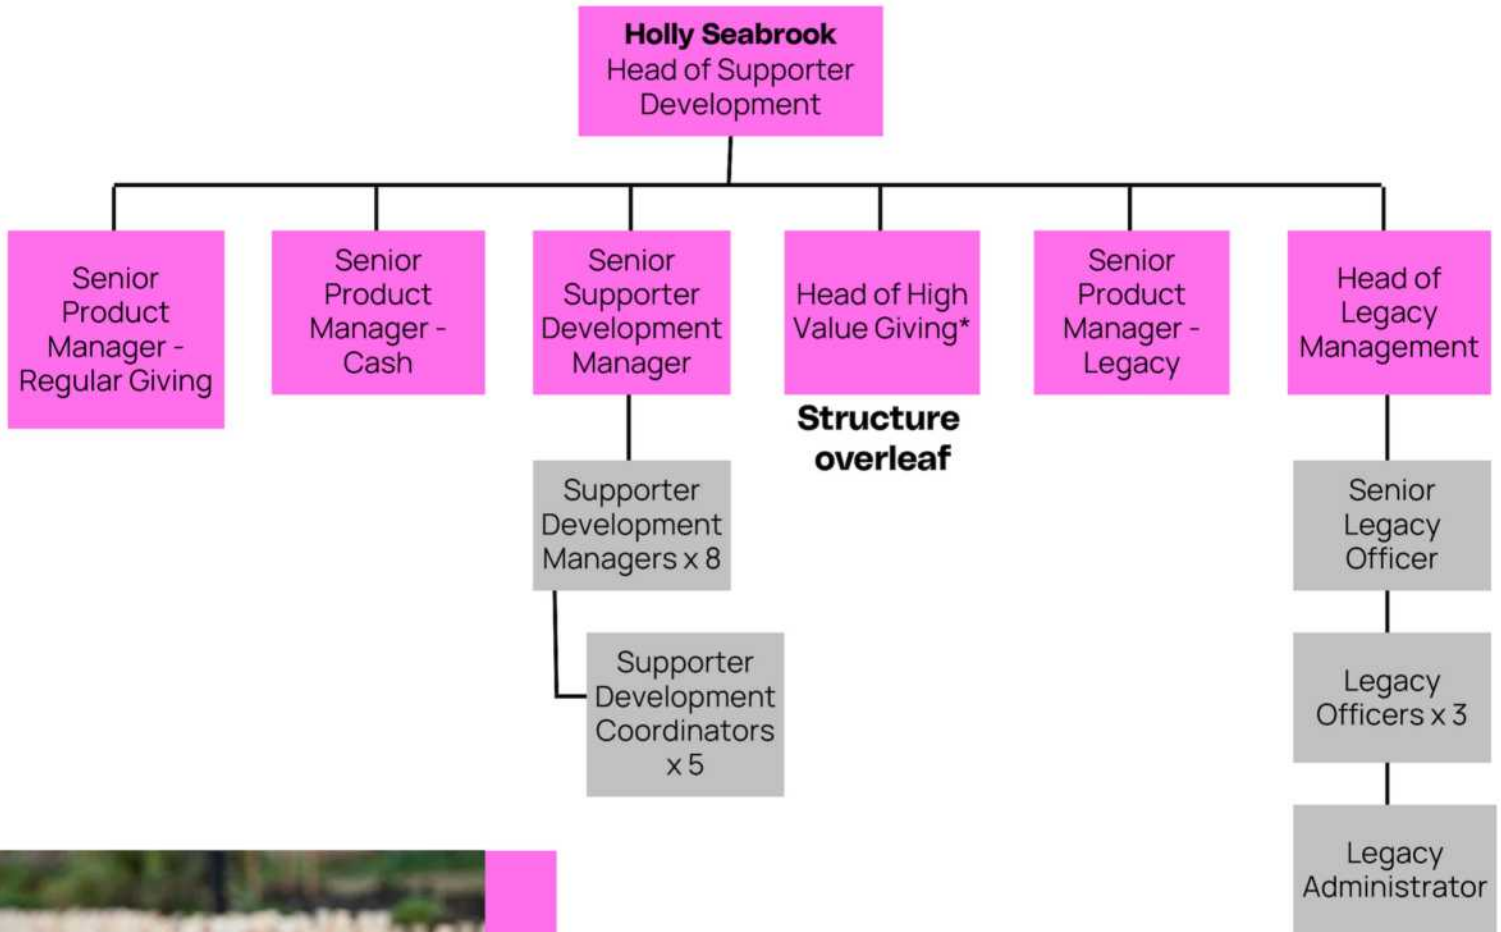 Holly Seabrook
Head of Supporter
Development
Senior
Product
Manager -
Regular Giving
Senior
Product
Manager -
Cash
Senior
Supporter
Development
Manager
Head of High
Value Giving*
Structure
overleaf
Senior
Product
Manager -
Legacy
Head of
Legacy
Management
Supporter
Development
Managers x 8
Supporter
Development
Coordinators
x 5
Senior
Legacy
Officer
Legacy
Officers x 3
Legacy
Administrator